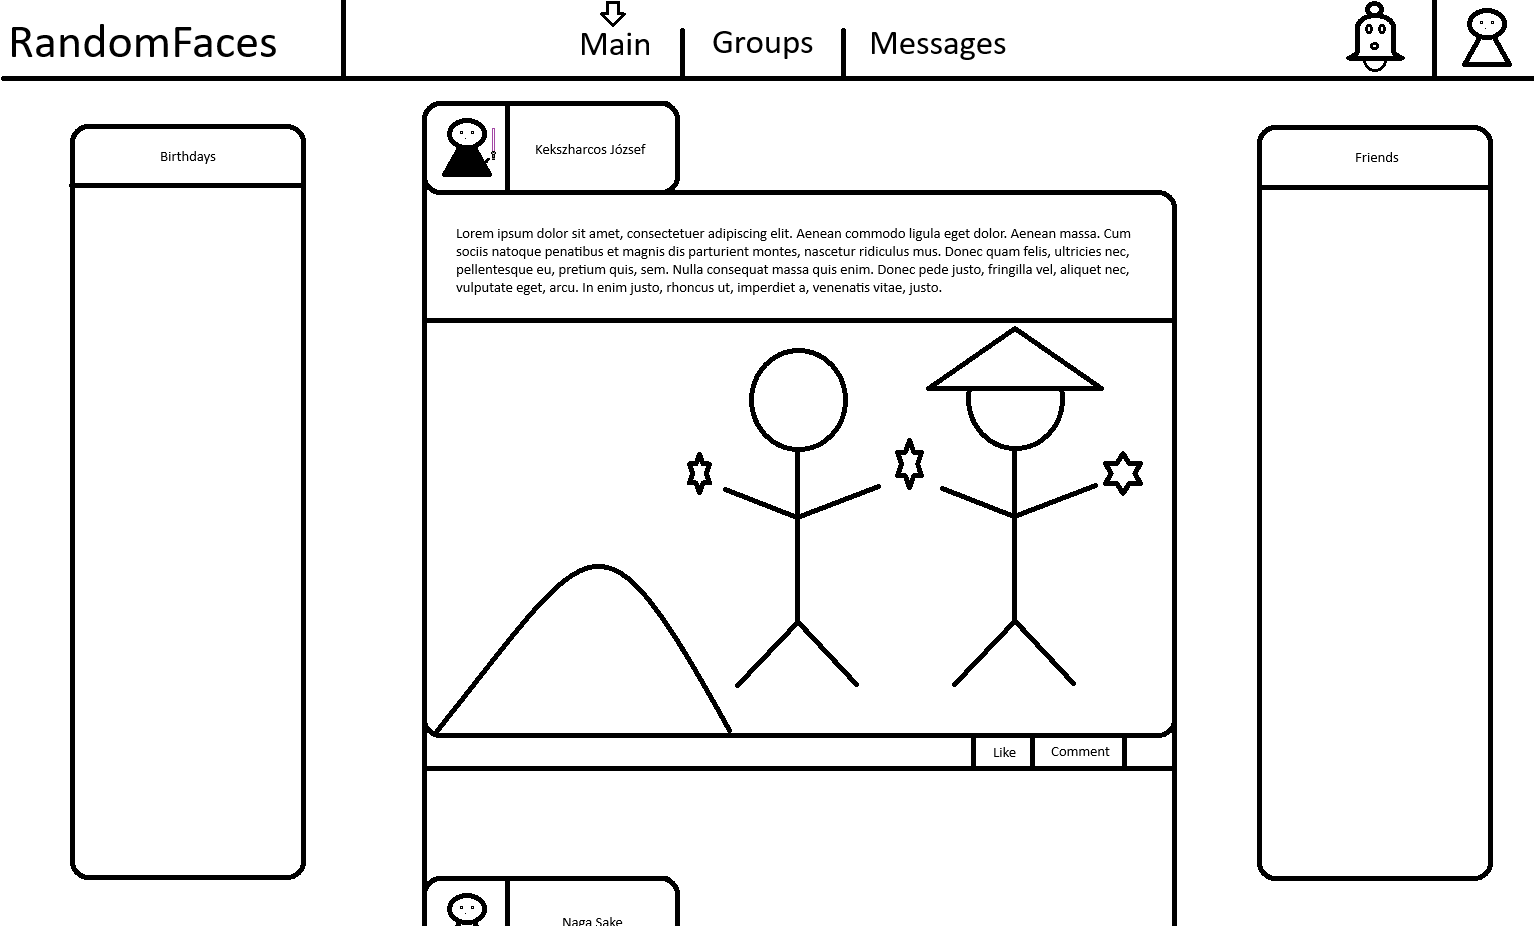 RandomFaces
Main
Groups
Messages
Birthdays
Kekszharcos József
Friends
Lorem ipsum dolor sit amet, consectetuer adipiscing elit. Aenean commodo ligula eget dolor. Aenean massa. Cum
sociis natoque penatibus et magnis dis parturient montes, nascetur ridiculus mus. Donec quam felis, ultricies nec,
pellentesque eu, pretium quis, sem. Nulla consequat massa quis enim. Donec pede justo, fringilla vel, aliquet nec,
vulputate eget, arcu. In enim justo, rhoncus ut, imperdiet a, venenatis vitae, justo.
Like
Comment
Naga Sake